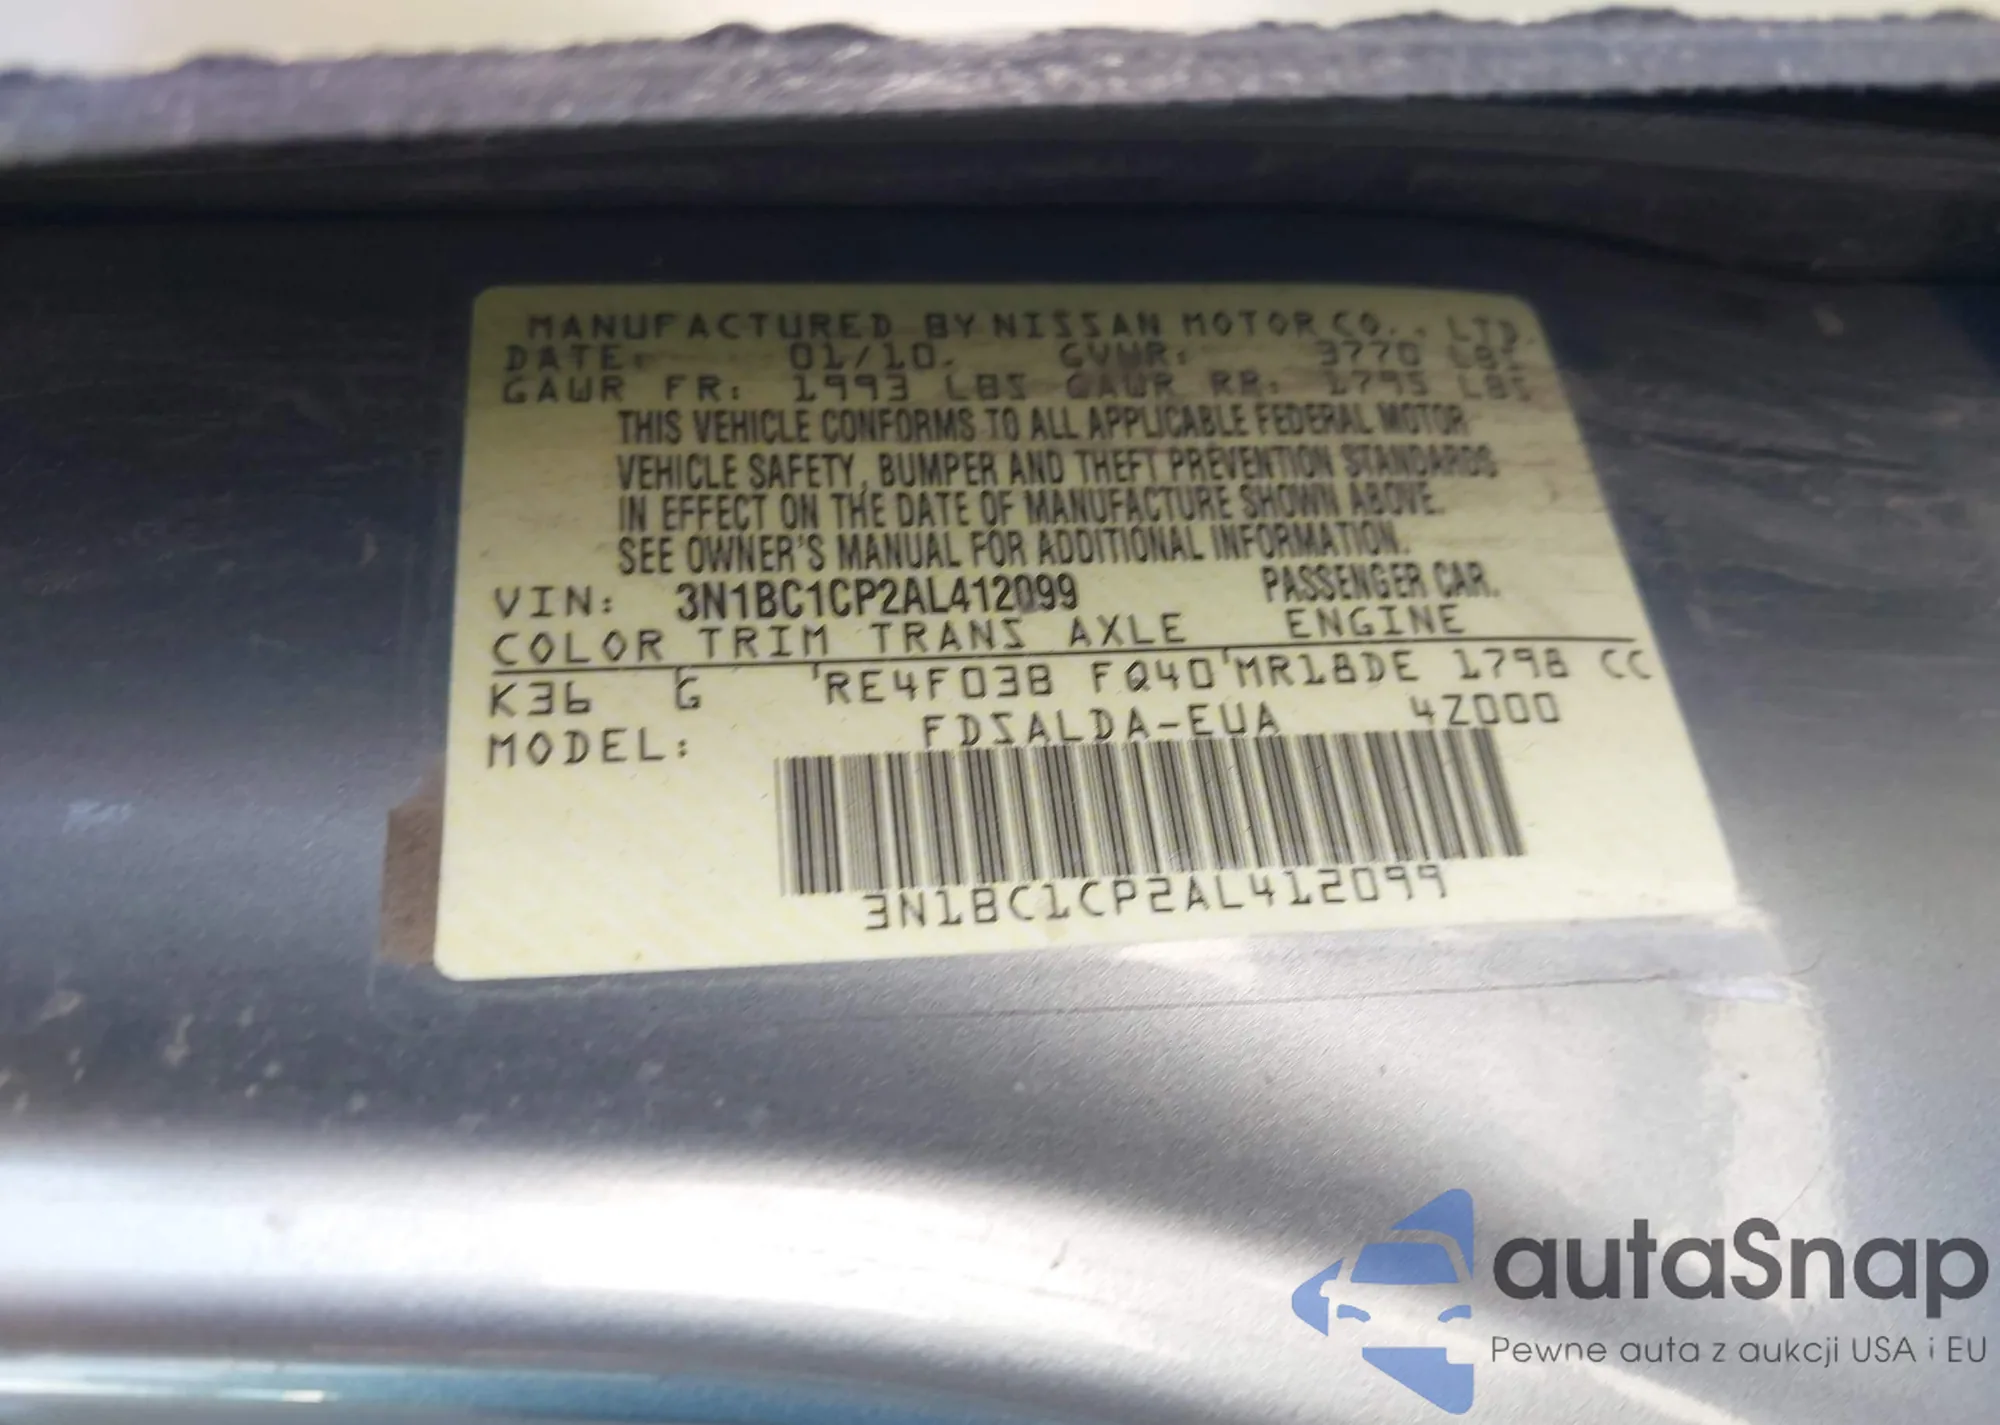 MANUFACTURED BY NISSAN MOTOR CO., LTD.
DATE: 01/10. GVWR: 3770 LBS
GAWR FR: 1993 LBS GAWR RR: 1795 LBS
THIS VEHICLE CONFORMS TO ALL APPLICABLE FEDERAL MOTOR
VEHICLE SAFETY, BUMPER AND THEFT PREVENTION STANDARDS
IN EFFECT ON THE DATE OF MANUFACTURE SHOWN ABOVE.
SEE OWNER'S MANUAL FOR ADDITIONAL INFORMATION.
VIN: 3N1BC1CP2AL412099 PASSENGER CAR.
COLOR TRIM TRANS AXLE ENGINE
K36 G 'RE4F03B FQ40'MR18DE 1798 CC
MODEL: FDSALDA-EUA 4Z000
3N1BC1CP2AL412099
autaSnap
Pewne auta z aukcji USA i EU